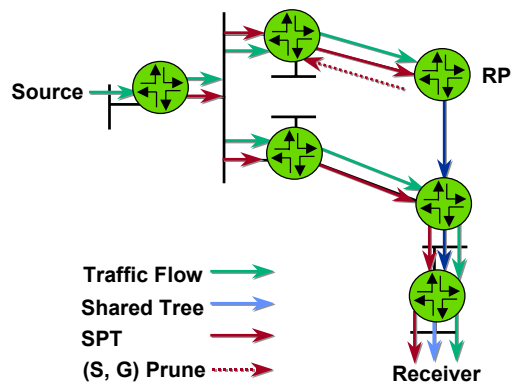 Source
RP
Traffic Flow
Shared Tree
SPT
(S, G) Prune
Receiver